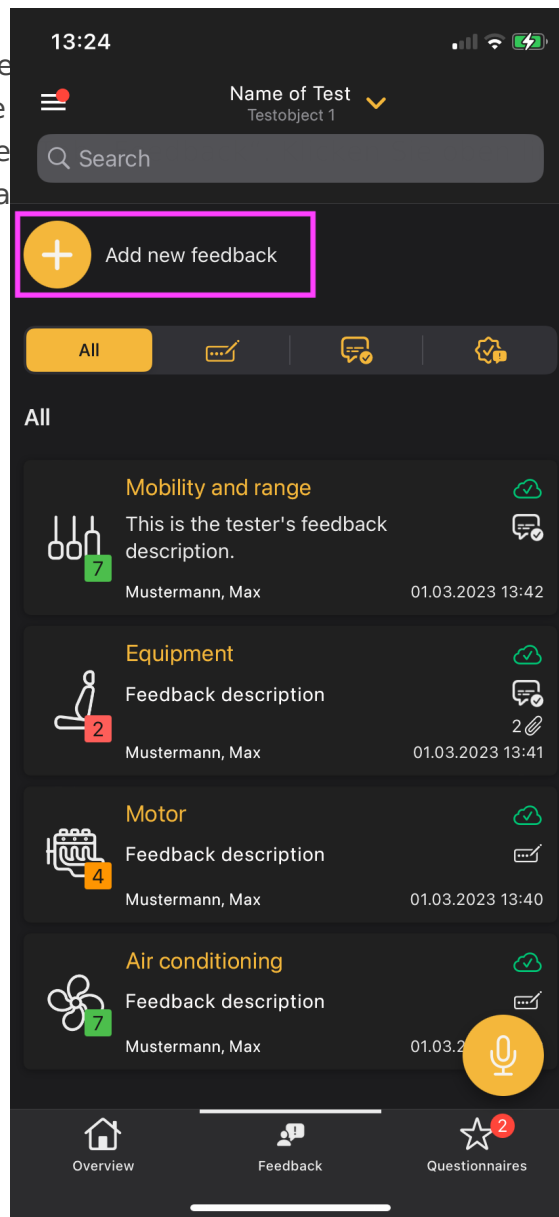 13:24
Name of Test
Testobject 1
Search
Add new feedback
All
All
Mobility and range
This is the tester's feedback
description.
7
Mustermann, Max 01.03.2023 13:42
Equipment
Feedback description
2
2
Mustermann, Max 01.03.2023 13:41
Motor
Feedback description
4
Mustermann, Max 01.03.2023 13:40
Air conditioning
Feedback description
7
Mustermann, Max 01.03.2
2
Overview Feedback Questionnaires